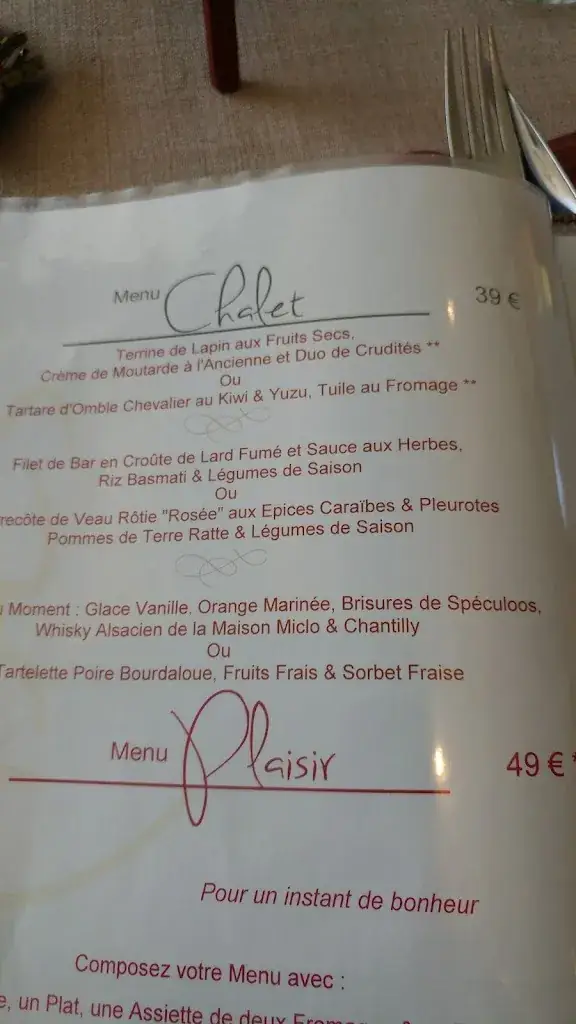 Menu Chalet 39 €
Terrine de Lapin aux Fruits Secs,
Crème de Moutarde à l'Ancienne et Duo de Crudités **
Ou
Tartare d'Omble Chevalier au Kiwi & Yuzu, Tuile au Fromage **
Filet de Bar en Croûte de Lard Fumé et Sauce aux Herbes,
Riz Basmati & Légumes de Saison
Ou
recôte de Veau Rôtie "Rosée" aux Epices Caraïbes & Pleurotes
Pommes de Terre Ratte & Légumes de Saison
Moment : Glace Vanille, Orange Marinée, Brisures de Spéculoos,
Whisky Alsacien de la Maison Miclo & Chantilly
Ou
Tartelette Poire Bourdaloue, Fruits Frais & Sorbet Fraise
Menu Plaisir 49 € *
Pour un instant de bonheur
Composez votre Menu avec :
e, un Plat, une Assiette de deux